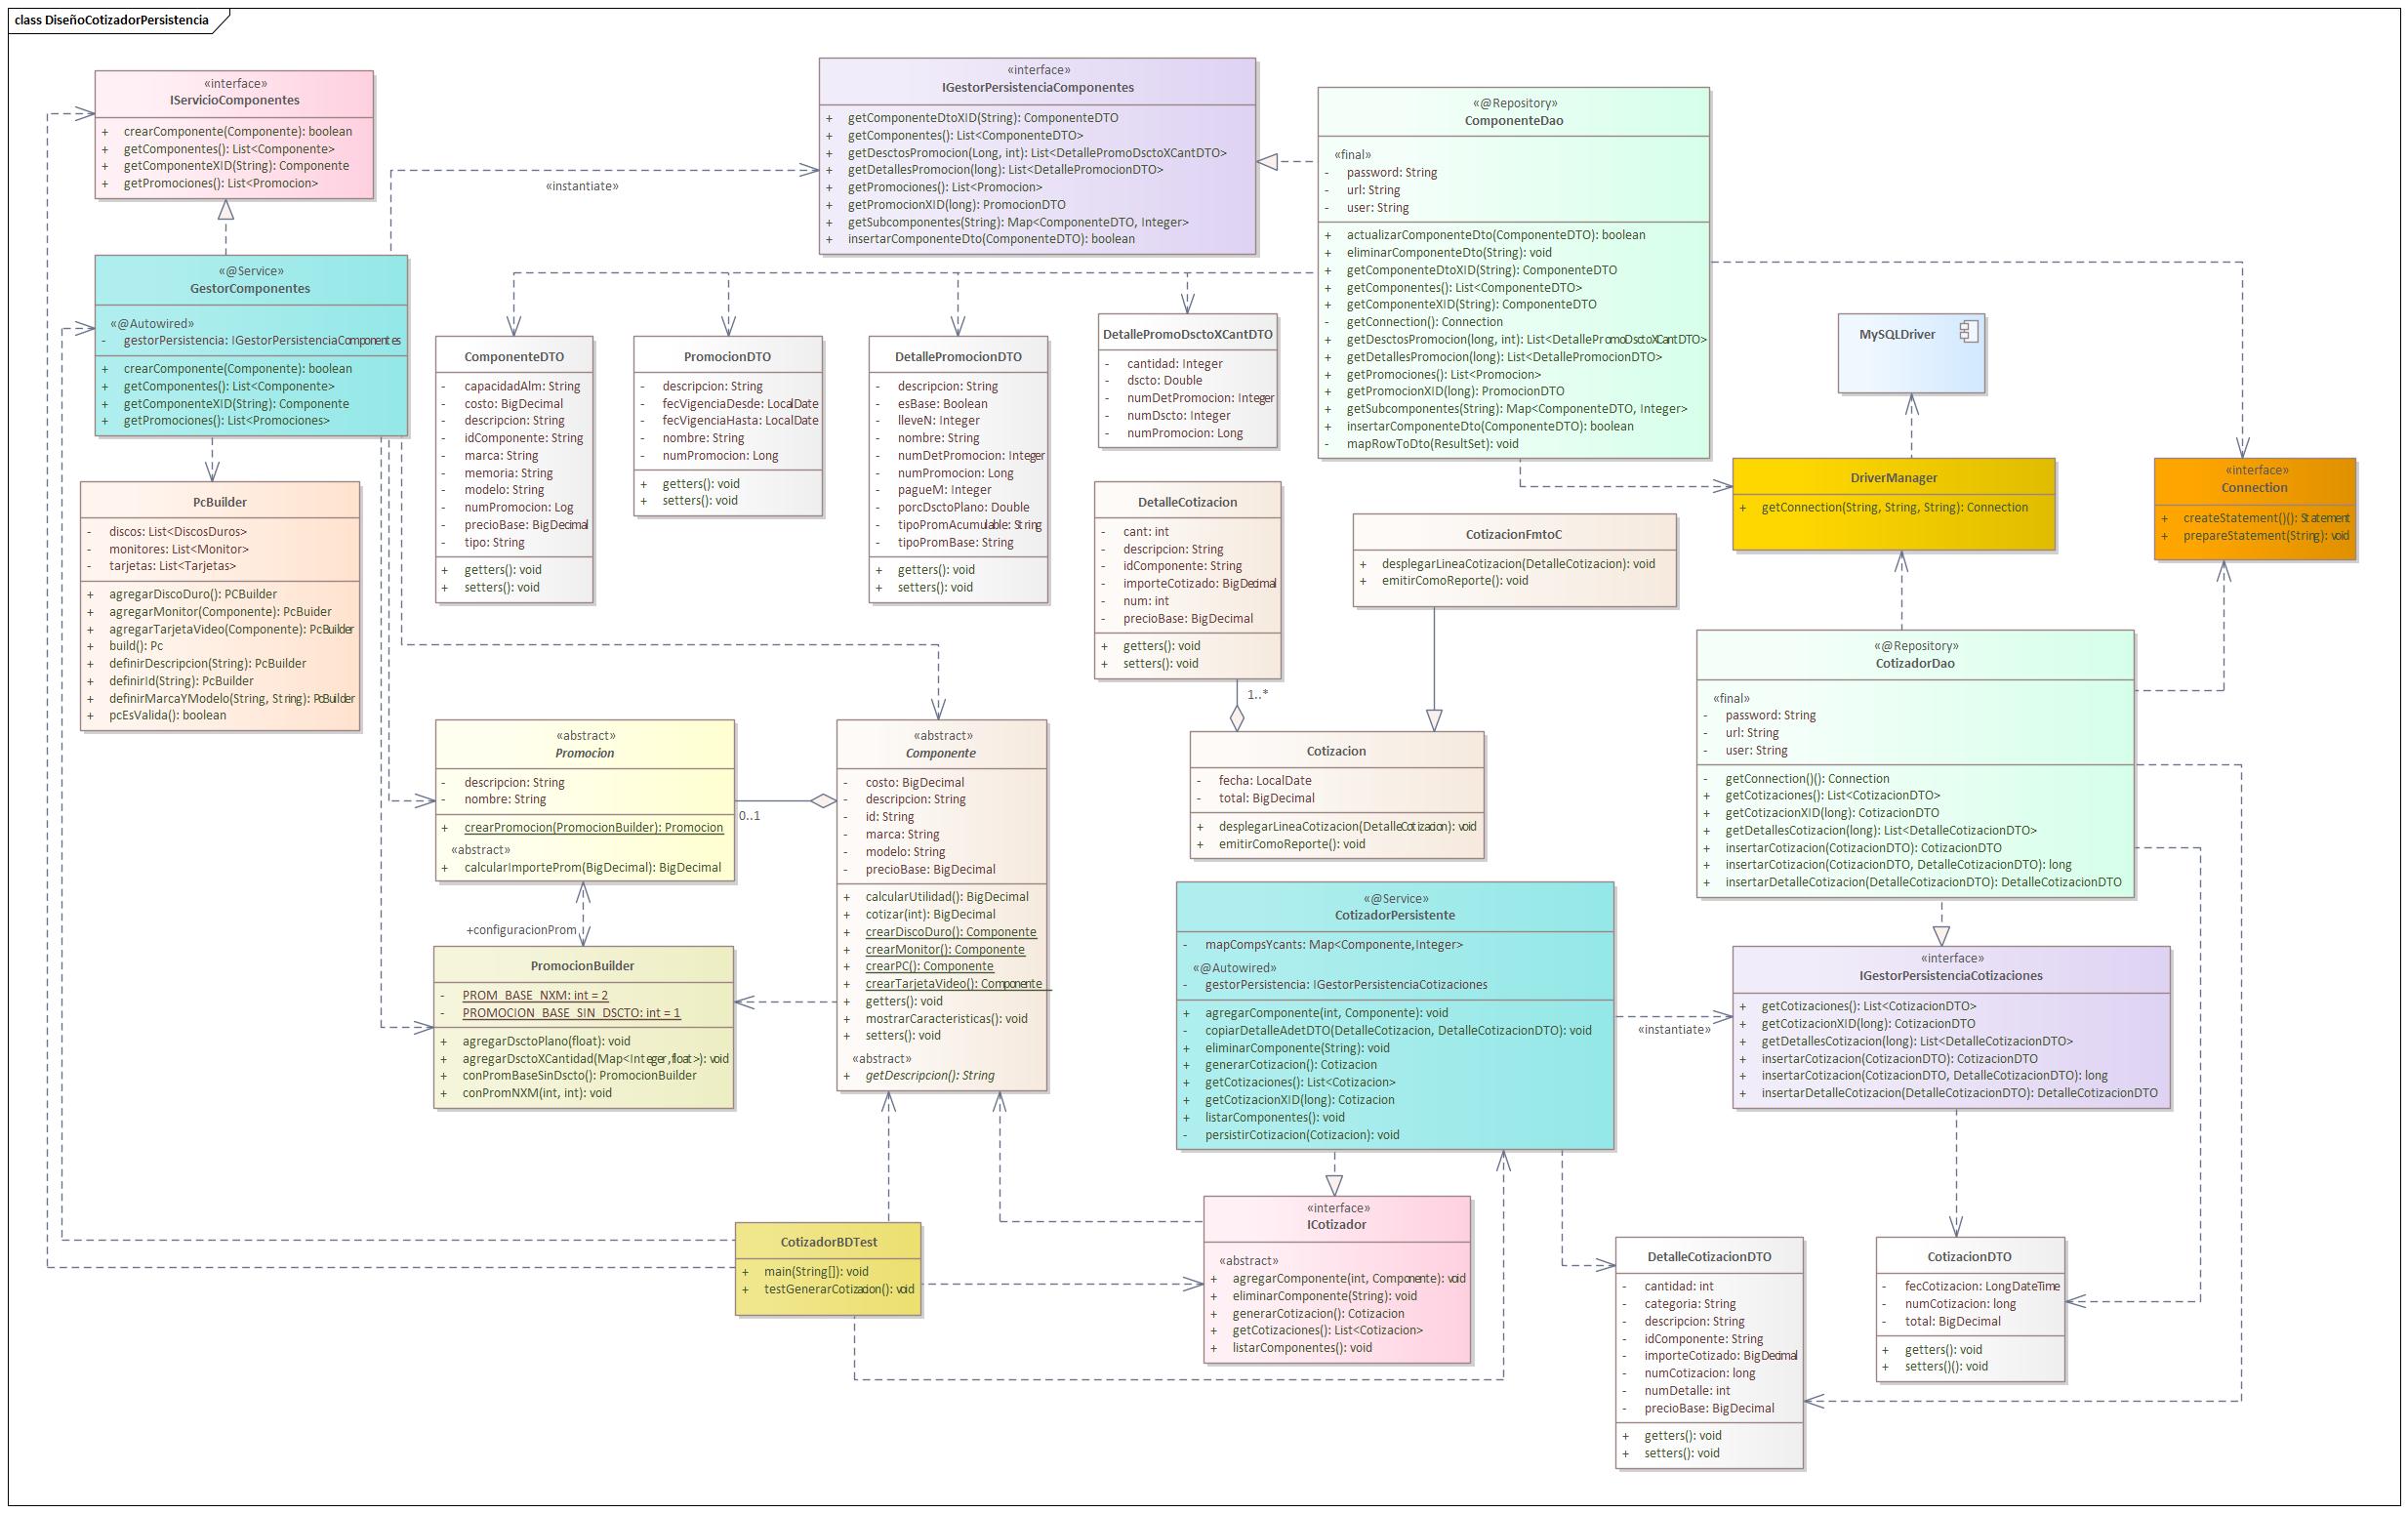 class DiseñoCotizadorPersistencia
«interface»
IServicioComponentes
+ crearComponente(Componente): boolean
+ getComponentes(): List<Componente>
+ getComponenteXID(String): Componente
+ getPromociones(): List<Promocion>
«interface»
IGestorPersistenciaComponentes
+ getComponenteDtoXID(String): ComponenteDTO
+ getComponentes(): List<ComponenteDTO>
+ getDesctosPromocion(Long, int): List<DetallePromoDsctoXCantDTO>
+ getDetallesPromocion(long): List<DetallePromocionDTO>
+ getPromociones(): List<Promocion>
+ getPromocionXID(long): PromocionDTO
+ getSubcomponentes(String): Map<ComponenteDTO, Integer>
+ insertarComponenteDto(ComponenteDTO): boolean
«@Repository»
ComponenteDao
«final»
- password: String
- url: String
- user: String
+ actualizarComponenteDto(ComponenteDTO): boolean
+ eliminarComponenteDto(String): void
+ getComponenteDtoXID(String): ComponenteDTO
+ getComponentes(): List<ComponenteDTO>
+ getComponenteXID(String): ComponenteDTO
- getConnection(): Connection
+ getDesctosPromocion(long, int): List<DetallePromoDsctoXCantDTO>
+ getDetallesPromocion(long): List<DetallePromocionDTO>
+ getPromociones(): List<Promocion>
+ getPromocionXID(long): PromocionDTO
+ getSubcomponentes(String): Map<ComponenteDTO, Integer>
+ insertarComponenteDto(ComponenteDTO): boolean
- mapRowToDto(ResultSet): void
«instantiate»
«@Service»
GestorComponentes
«@Autowired»
- gestorPersistencia: IGestorPersistenciaComponentes
+ crearComponente(Componente): boolean
+ getComponentes(): List<Componente>
+ getComponenteXID(String): Componente
+ getPromociones(): List<Promociones>
ComponenteDTO
- capacidadAlm: String
- costo: BigDecimal
- descripcion: String
- idComponente: String
- marca: String
- memoria: String
- modelo: String
- numPromocion: Log
- precioBase: BigDecimal
- tipo: String
+ getters(): void
+ setters(): void
PromocionDTO
- descripcion: String
- fecVigenciaDesde: LocalDate
- fecVigenciaHasta: LocalDate
- nombre: String
- numPromocion: Long
+ getters(): void
+ setters(): void
DetallePromocionDTO
- descripcion: String
- esBase: Boolean
- lleveN: Integer
- nombre: String
- numDetPromocion: Integer
- numPromocion: Long
- pagueM: Integer
- porcDsctoPlano: Double
- tipoPromAcumulable: String
- tipoPromBase: String
+ getters(): void
+ setters(): void
DetallePromoDsctoXCantDTO
- cantidad: Integer
- dscto: Double
- numDetPromocion: Integer
- numDscto: Integer
- numPromocion: Long
MySQLDriver
DriverManager
+ getConnection(String, String, String): Connection
«interface»
Connection
+ createStatement()(): Statement
+ prepareStatement(String): void
PcBuilder
- discos: List<DiscosDuros>
- monitores: List<Monitor>
- tarjetas: List<Tarjetas>
+ agregarDiscoDuro(): PCBuilder
+ agregarMonitor(Componente): PcBuider
+ agregarTarjetaVideo(Componente): PcBuilder
+ build(): Pc
+ definirDescripcion(String): PcBuilder
+ definirId(String): PcBuilder
+ definirMarcaYModelo(String, String): PcBuilder
+ pcEsValida(): boolean
DetalleCotizacion
- cant: int
- descripcion: String
- idComponente: String
- importeCotizado: BigDecimal
- num: int
- precioBase: BigDecimal
+ getters(): void
+ setters(): void
1..*
CotizacionFmtoC
+ desplegarLineaCotizacion(DetalleCotizacion): void
+ emitirComoReporte(): void
«@Repository»
CotizadorDao
«final»
- password: String
- url: String
- user: String
- getConnection()(): Connection
+ getCotizaciones(): List<CotizacionDTO>
+ getCotizacionXID(long): CotizacionDTO
+ getDetallesCotizacion(long): List<DetalleCotizacionDTO>
+ insertarCotizacion(CotizacionDTO): CotizacionDTO
+ insertarCotizacion(CotizacionDTO, DetalleCotizacionDTO): long
+ insertarDetalleCotizacion(DetalleCotizacionDTO): DetalleCotizacionDTO
«abstract»
Promocion
- descripcion: String
- nombre: String
+ crearPromocion(PromocionBuilder): Promocion
«abstract»
+ calcularImporteProm(BigDecimal): BigDecimal
0..1
+configuracionProm
«abstract»
Componente
- costo: BigDecimal
- descripcion: String
- id: String
- marca: String
- modelo: String
- precioBase: BigDecimal
+ calcularUtilidad(): BigDecimal
+ cotizar(int): BigDecimal
+ crearDiscoDuro(): Componente
+ crearMonitor(): Componente
+ crearPC(): Componente
+ crearTarjetaVideo(): Componente
+ getters(): void
+ mostrarCaracteristicas(): void
+ setters(): void
«abstract»
+ getDescripcion(): String
Cotizacion
- fecha: LocalDate
- total: BigDecimal
+ desplegarLineaCotizacion(DetalleCotizacion): void
+ emitirComoReporte(): void
PromocionBuilder
- PROM_BASE_NXM: int = 2
- PROMOCION_BASE_SIN_DSCTO: int = 1
+ agregarDsctoPlano(float): void
+ agregarDsctoXCantidad(Map<Integer,float>): void
+ conPromBaseSinDscto(): PromocionBuilder
+ conPromNXM(int, int): void
«@Service»
CotizadorPersistente
- mapCompsYcants: Map<Componente,Integer>
«@Autowired»
- gestorPersistencia: IGestorPersistenciaCotizaciones
+ agregarComponente(int, Componente): void
- copiarDetalleAdetDTO(DetalleCotizacion, DetalleCotizacionDTO): void
+ eliminarComponente(String): void
+ generarCotizacion(): Cotizacion
+ getCotizaciones(): List<Cotizacion>
+ getCotizacionXID(long): Cotizacion
+ listarComponentes(): void
- persistirCotizacion(Cotizacion): void
«instantiate»
«interface»
IGestorPersistenciaCotizaciones
+ getCotizaciones(): List<CotizacionDTO>
+ getCotizacionXID(long): CotizacionDTO
+ getDetallesCotizacion(long): List<DetalleCotizacionDTO>
+ insertarCotizacion(CotizacionDTO): CotizacionDTO
+ insertarCotizacion(CotizacionDTO, DetalleCotizacionDTO): long
+ insertarDetalleCotizacion(DetalleCotizacionDTO): DetalleCotizacionDTO
CotizadorBDTest
+ main(String[]): void
+ testGenerarCotizacion(): void
«interface»
ICotizador
«abstract»
+ agregarComponente(int, Componente): void
+ eliminarComponente(String): void
+ generarCotizacion(): Cotizacion
+ getCotizaciones(): List<Cotizacion>
+ listarComponentes(): void
DetalleCotizacionDTO
- cantidad: int
- categoria: String
- descripcion: String
- idComponente: String
- importeCotizado: BigDecimal
- numCotizacion: long
- numDetalle: int
- precioBase: BigDecimal
+ getters(): void
+ setters(): void
CotizacionDTO
- fecCotizacion: LongDateTime
- numCotizacion: long
- total: BigDecimal
+ getters(): void
+ setters()(): void